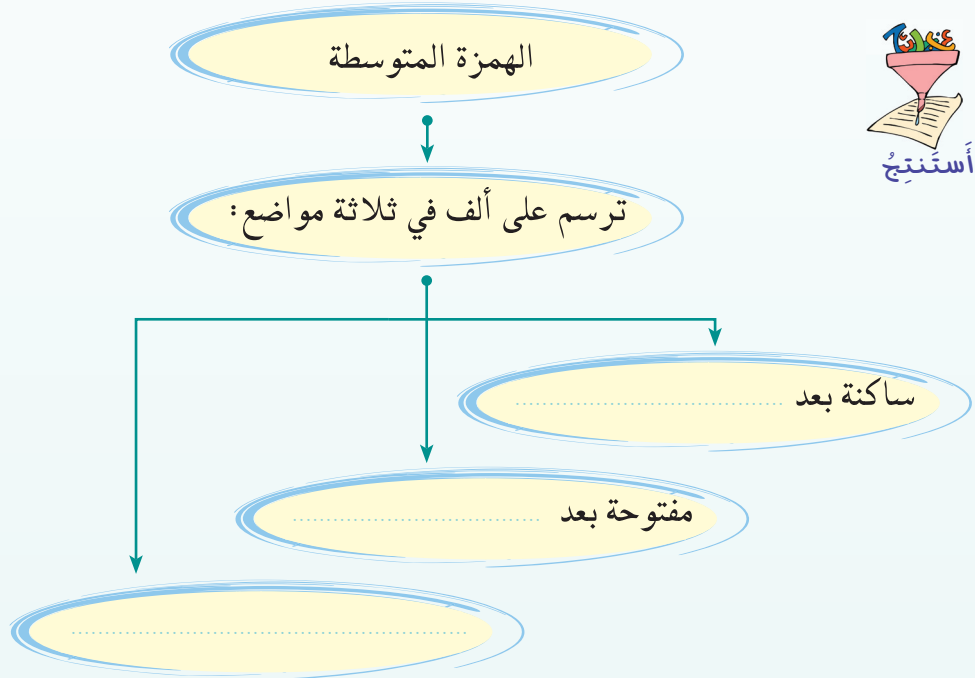 الهمزة المتوسطة
أَستَنتِجُ
ترسم على ألف في ثلاثة مواضع:
ساكنة بعد ........................................
مفتوحة بعد ........................................
............................................................